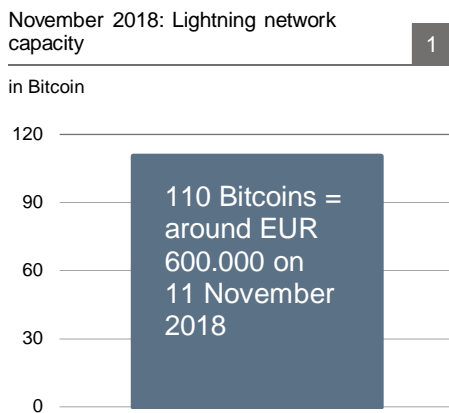 November 2018: Lightning network
capacity
1
in Bitcoin
120
90
60
30
0
110 Bitcoins =
around EUR
600.000 on
11 November
2018